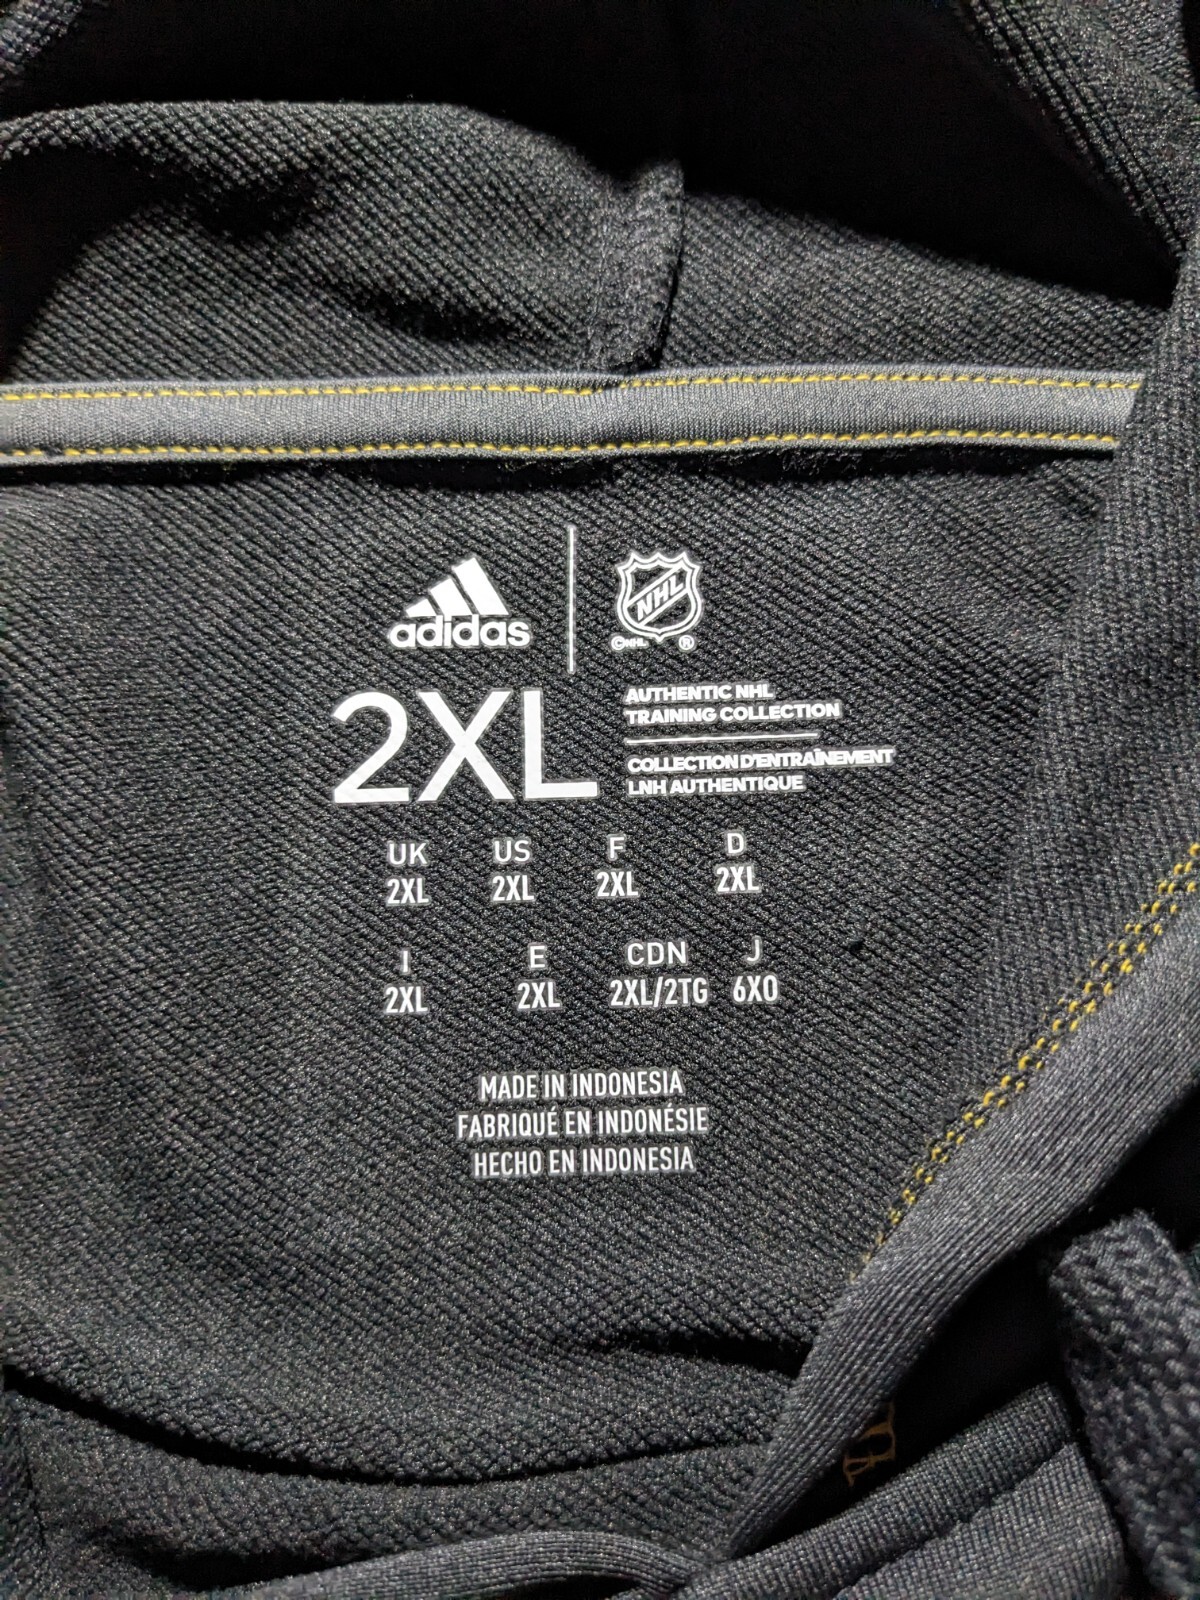 adidas
NHL
©NHL ®
2XL
AUTHENTIC NHL
TRAINING COLLECTION
COLLECTION D'ENTRAÎNEMENT
LNH AUTHENTIQUE
UK US F D
2XL 2XL 2XL 2XL
I E CDN J
2XL 2XL 2XL/2TG 6XO
MADE IN INDONESIA
FABRIQUÉ EN INDONÉSIE
HECHO EN INDONESIA